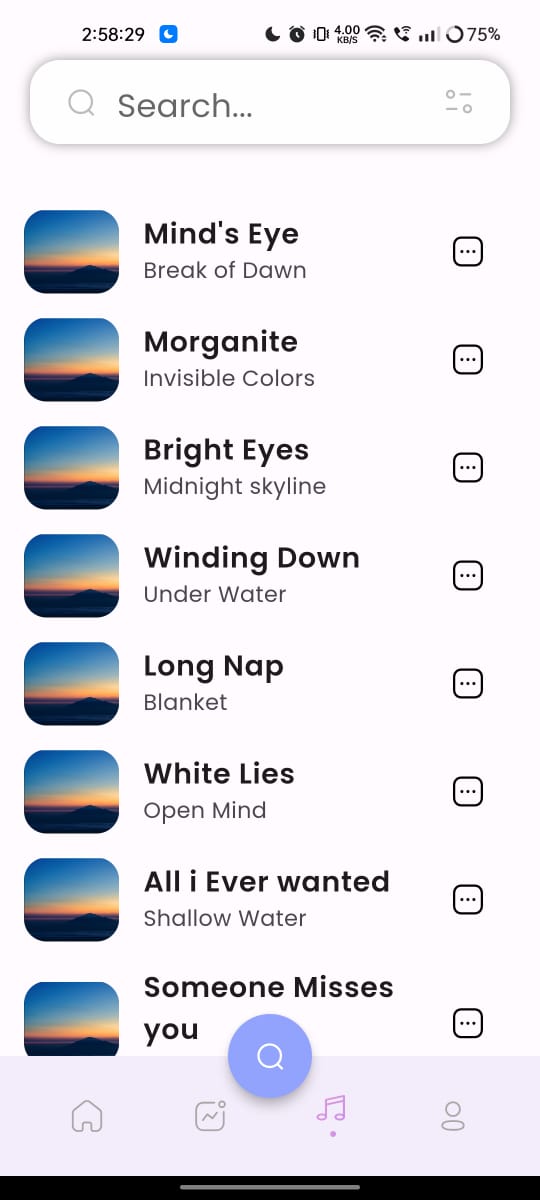 2:58:29
4.00
KB/S
75%
Search...
Mind's Eye
Break of Dawn
Morganite
Invisible Colors
Bright Eyes
Midnight skyline
Winding Down
Under Water
Long Nap
Blanket
White Lies
Open Mind
All i Ever wanted
Shallow Water
Someone Misses
you